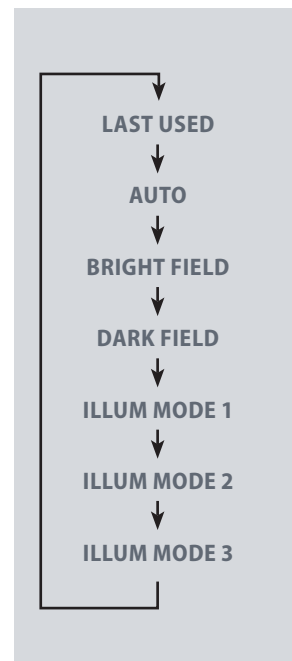 LAST USED
AUTO
BRIGHT FIELD
DARK FIELD
ILLUM MODE 1
ILLUM MODE 2
ILLUM MODE 3